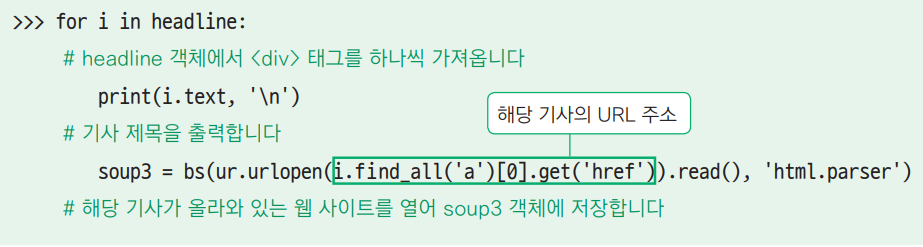 >>> for i in headline:
# headline 객체에서 <div> 태그를 하나씩 가져옵니다
print(i.text, '\n')
해당 기사의 URL 주소
# 기사 제목을 출력합니다
soup3 = bs(ur.urlopen(i.find_all('a')[0].get('href')).read(), 'html.parser')
# 해당 기사가 올라와 있는 웹 사이트를 열어 soup3 객체에 저장합니다